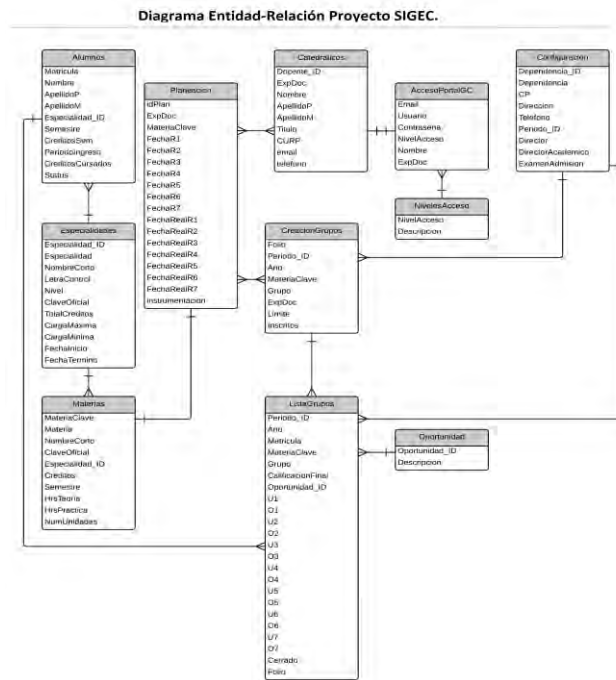 Diagrama Entidad-Relación Proyecto SIGEC.
Alumnos
Matricula
Nombre
ApellidoP
ApellidoM
Especialidad_ID
Semestre
CreditosSem
PeriodoIngreso
CreditosCursados
Status
Especialidades
Especialidad_ID
Especialidad
NombreCorto
LetraControl
Nivel
ClaveOficial
TotalCreditos
CargaMaxima
CargaMinima
FechaInicio
FechaTermino
Materias
MateriaClave
Materia
NombreCorto
ClaveOficial
Especialidad_ID
Creditos
Semestre
HrsTeoria
HrsPractica
NumUnidades
Planeacion
idPlan
ExpDoc
MateriaClave
FechaR1
FechaR2
FechaR3
FechaR4
FechaR5
FechaR6
FechaR7
FechaRealR1
FechaRealR2
FechaRealR3
FechaRealR4
FechaRealR5
FechaRealR6
FechaRealR7
Instrumentacion
Catedraticos
ExpDoc
Nombre
ApellidoP
ApellidoM
Titulo
CURP
email
telefono
CreacionGrupos
Folio
Periodo_ID
Ano
MateriaClave
Grupo
ExpDoc
Limite
Inscritos
ListaGrupos
Periodo_ID
Ano
Matricula
MateriaClave
Grupo
CalificacionFinal
Oportunidad_ID
U1
O1
U2
O2
U3
O3
U4
O4
U5
O5
U6
O6
U7
O7
Cerrado
Folio
AccesoPortalGC
Email
Usuario
Contrasena
NivelAcceso
Nombre
ExpDoc
NivelesAcceso
NivelAcceso
Descripcion
Oportunidad
Oportunidad_ID
Descripcion
Configuracion
Dependencia_ID
Dependencia
CP
Direccion
Telefono
Periodo_ID
Director
DirectorAcademico
ExamenAdmision